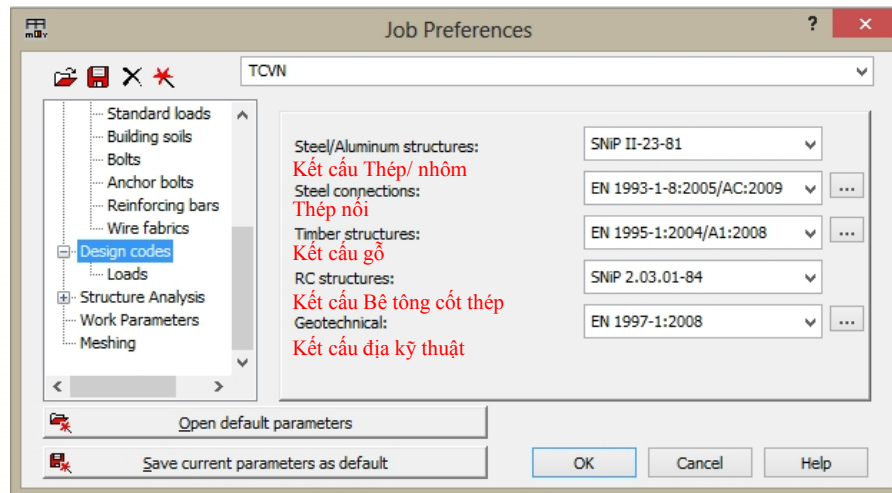 Job Preferences
?
TCVN
Standard loads
Building soils
Bolts
Anchor bolts
Reinforcing bars
Wire fabrics
Design codes
Loads
Structure Analysis
Work Parameters
Meshing
Steel/Aluminum structures:
SNiP II-23-81
Kết cấu Thép/ nhôm
Steel connections:
EN 1993-1-8:2005/AC:2009
...
Thép nối
Timber structures:
EN 1995-1:2004/A1:2008
...
Kết cấu gỗ
RC structures:
SNiP 2.03.01-84
Kết cấu Bê tông cốt thép
Geotechnical:
EN 1997-1:2008
...
Kết cấu địa kỹ thuật
Open default parameters
Save current parameters as default
OK
Cancel
Help